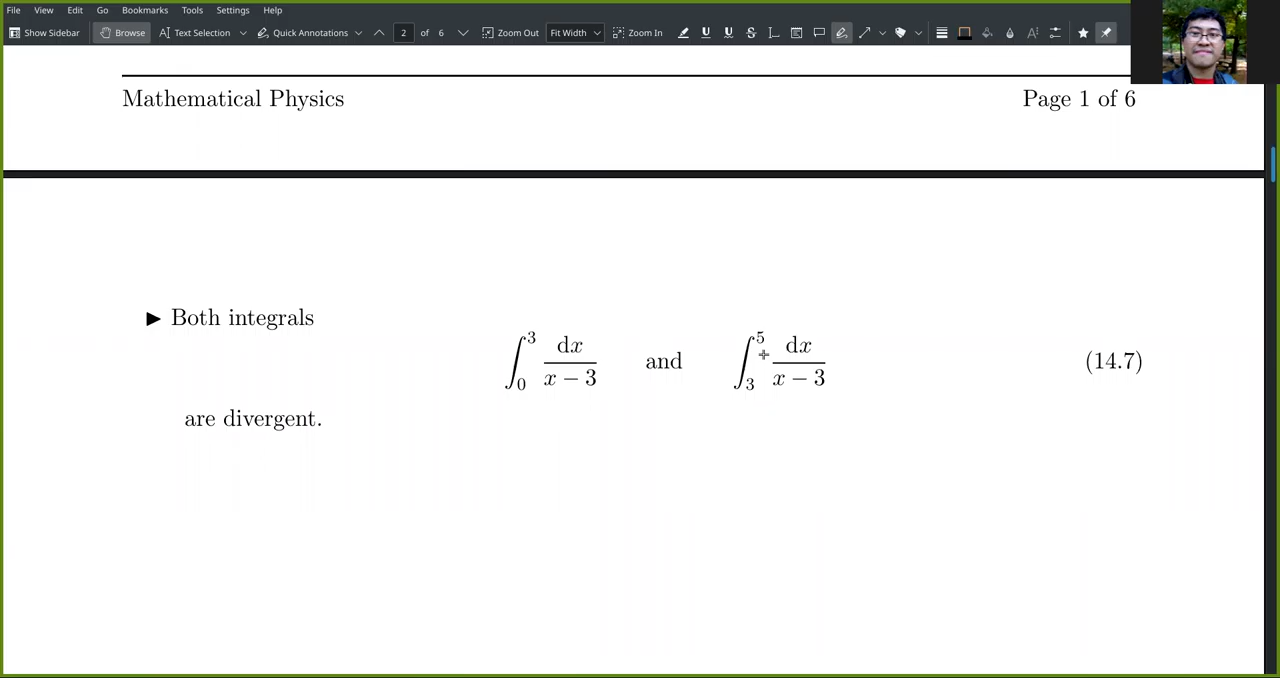 File View Edit Go Bookmarks Tools Settings Help
Show Sidebar Browse Text Selection Quick Annotations 2 of 6 Zoom Out Fit Width Zoom In
Mathematical Physics Page 1 of 6
▶ Both integrals
∫₀³ dx/(x − 3) and ∫₃⁵ dx/(x − 3) (14.7)
are divergent.